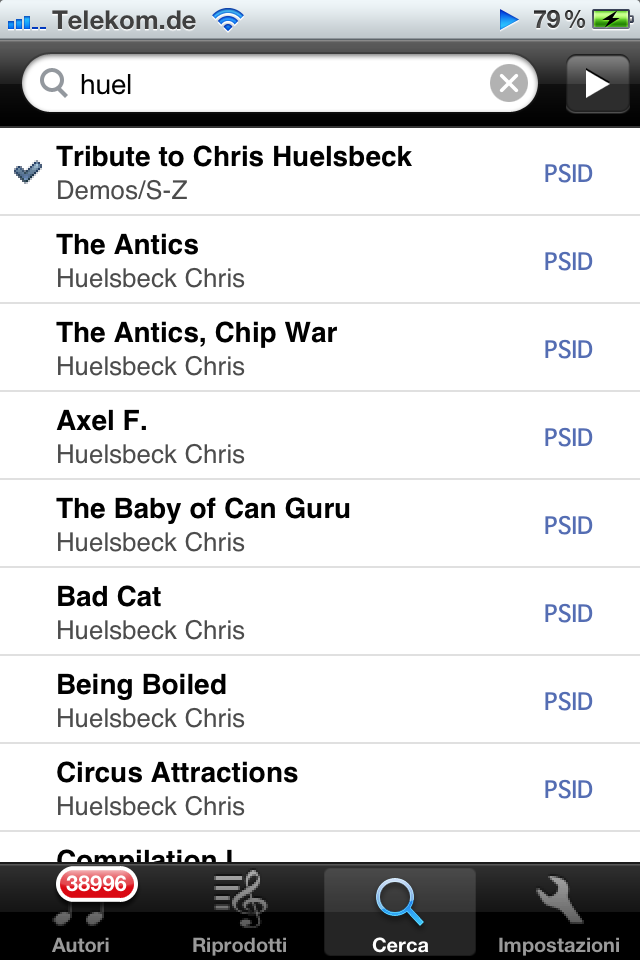 Telekom.de 79%
huel
Tribute to Chris Huelsbeck
Demos/S-Z
PSID
The Antics
Huelsbeck Chris
PSID
The Antics, Chip War
Huelsbeck Chris
PSID
Axel F.
Huelsbeck Chris
PSID
The Baby of Can Guru
Huelsbeck Chris
PSID
Bad Cat
Huelsbeck Chris
PSID
Being Boiled
Huelsbeck Chris
PSID
Circus Attractions
Huelsbeck Chris
PSID
Compilation I
38996
Autori
Riprodotti
Cerca
Impostazioni